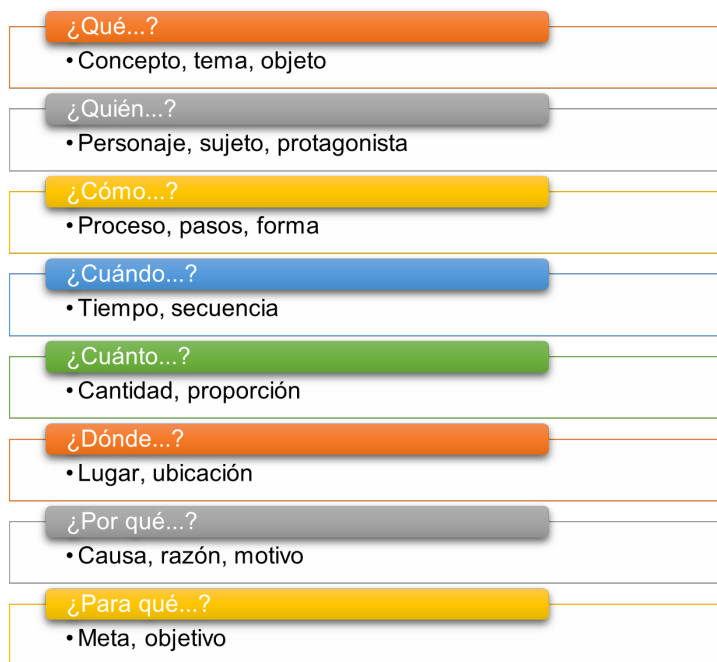 ¿Qué...?
• Concepto, tema, objeto
¿Quién...?
• Personaje, sujeto, protagonista
¿Cómo...?
• Proceso, pasos, forma
¿Cuándo...?
• Tiempo, secuencia
¿Cuánto...?
• Cantidad, proporción
¿Dónde...?
• Lugar, ubicación
¿Por qué...?
• Causa, razón, motivo
¿Para qué...?
• Meta, objetivo